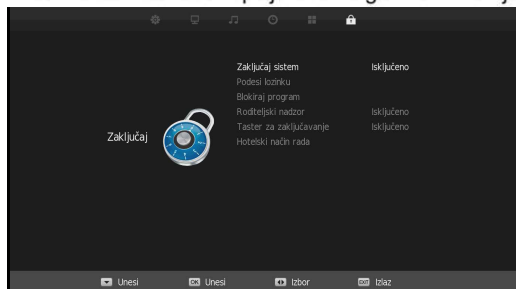 Zaključaj sistem Isključeno
Podesi lozinku
Blokiraj program
Roditeljski nadzor Isključeno
Taster za zaključavanje Isključeno
Hotelski način rada
Zaključaj
Unesi OK Unesi Izbor EXIT Izlaz